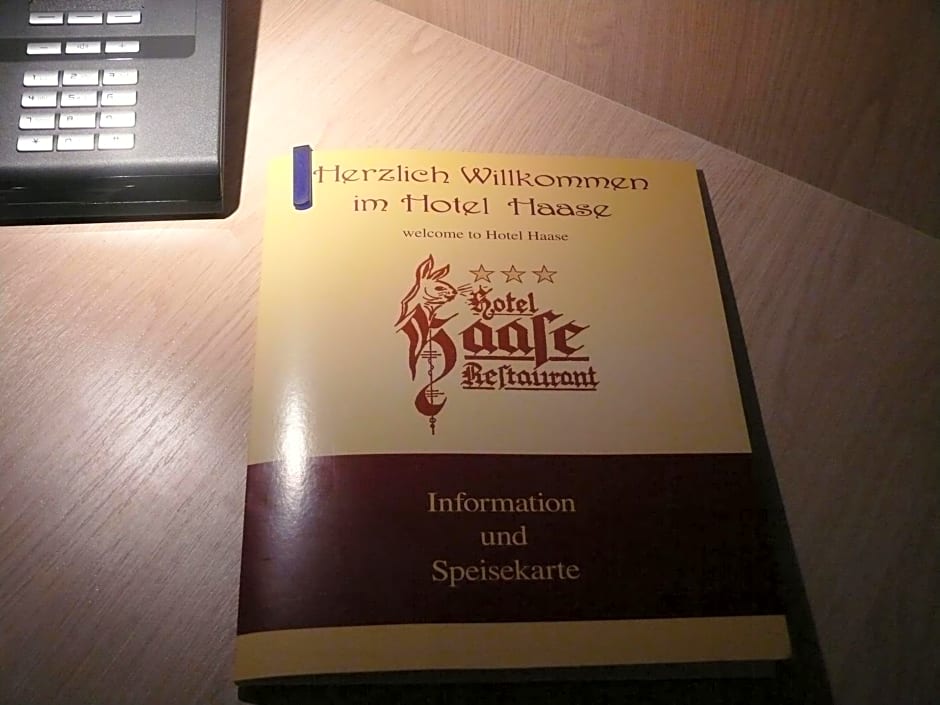 Herzlich Willkommen
im Hotel Haase
welcome to Hotel Haase
Hotel
Haase
Restaurant
Information
und
Speisekarte